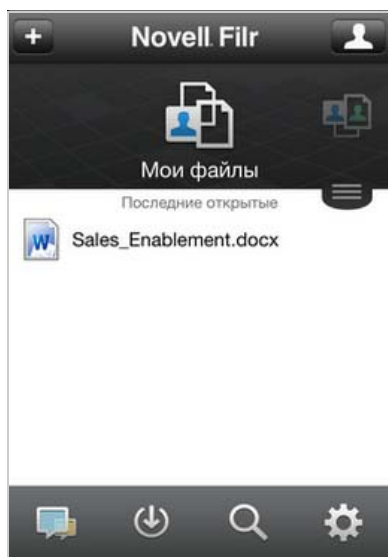 Novell Filr
Мои файлы
Последние открытые
W
Sales_Enablement.docx